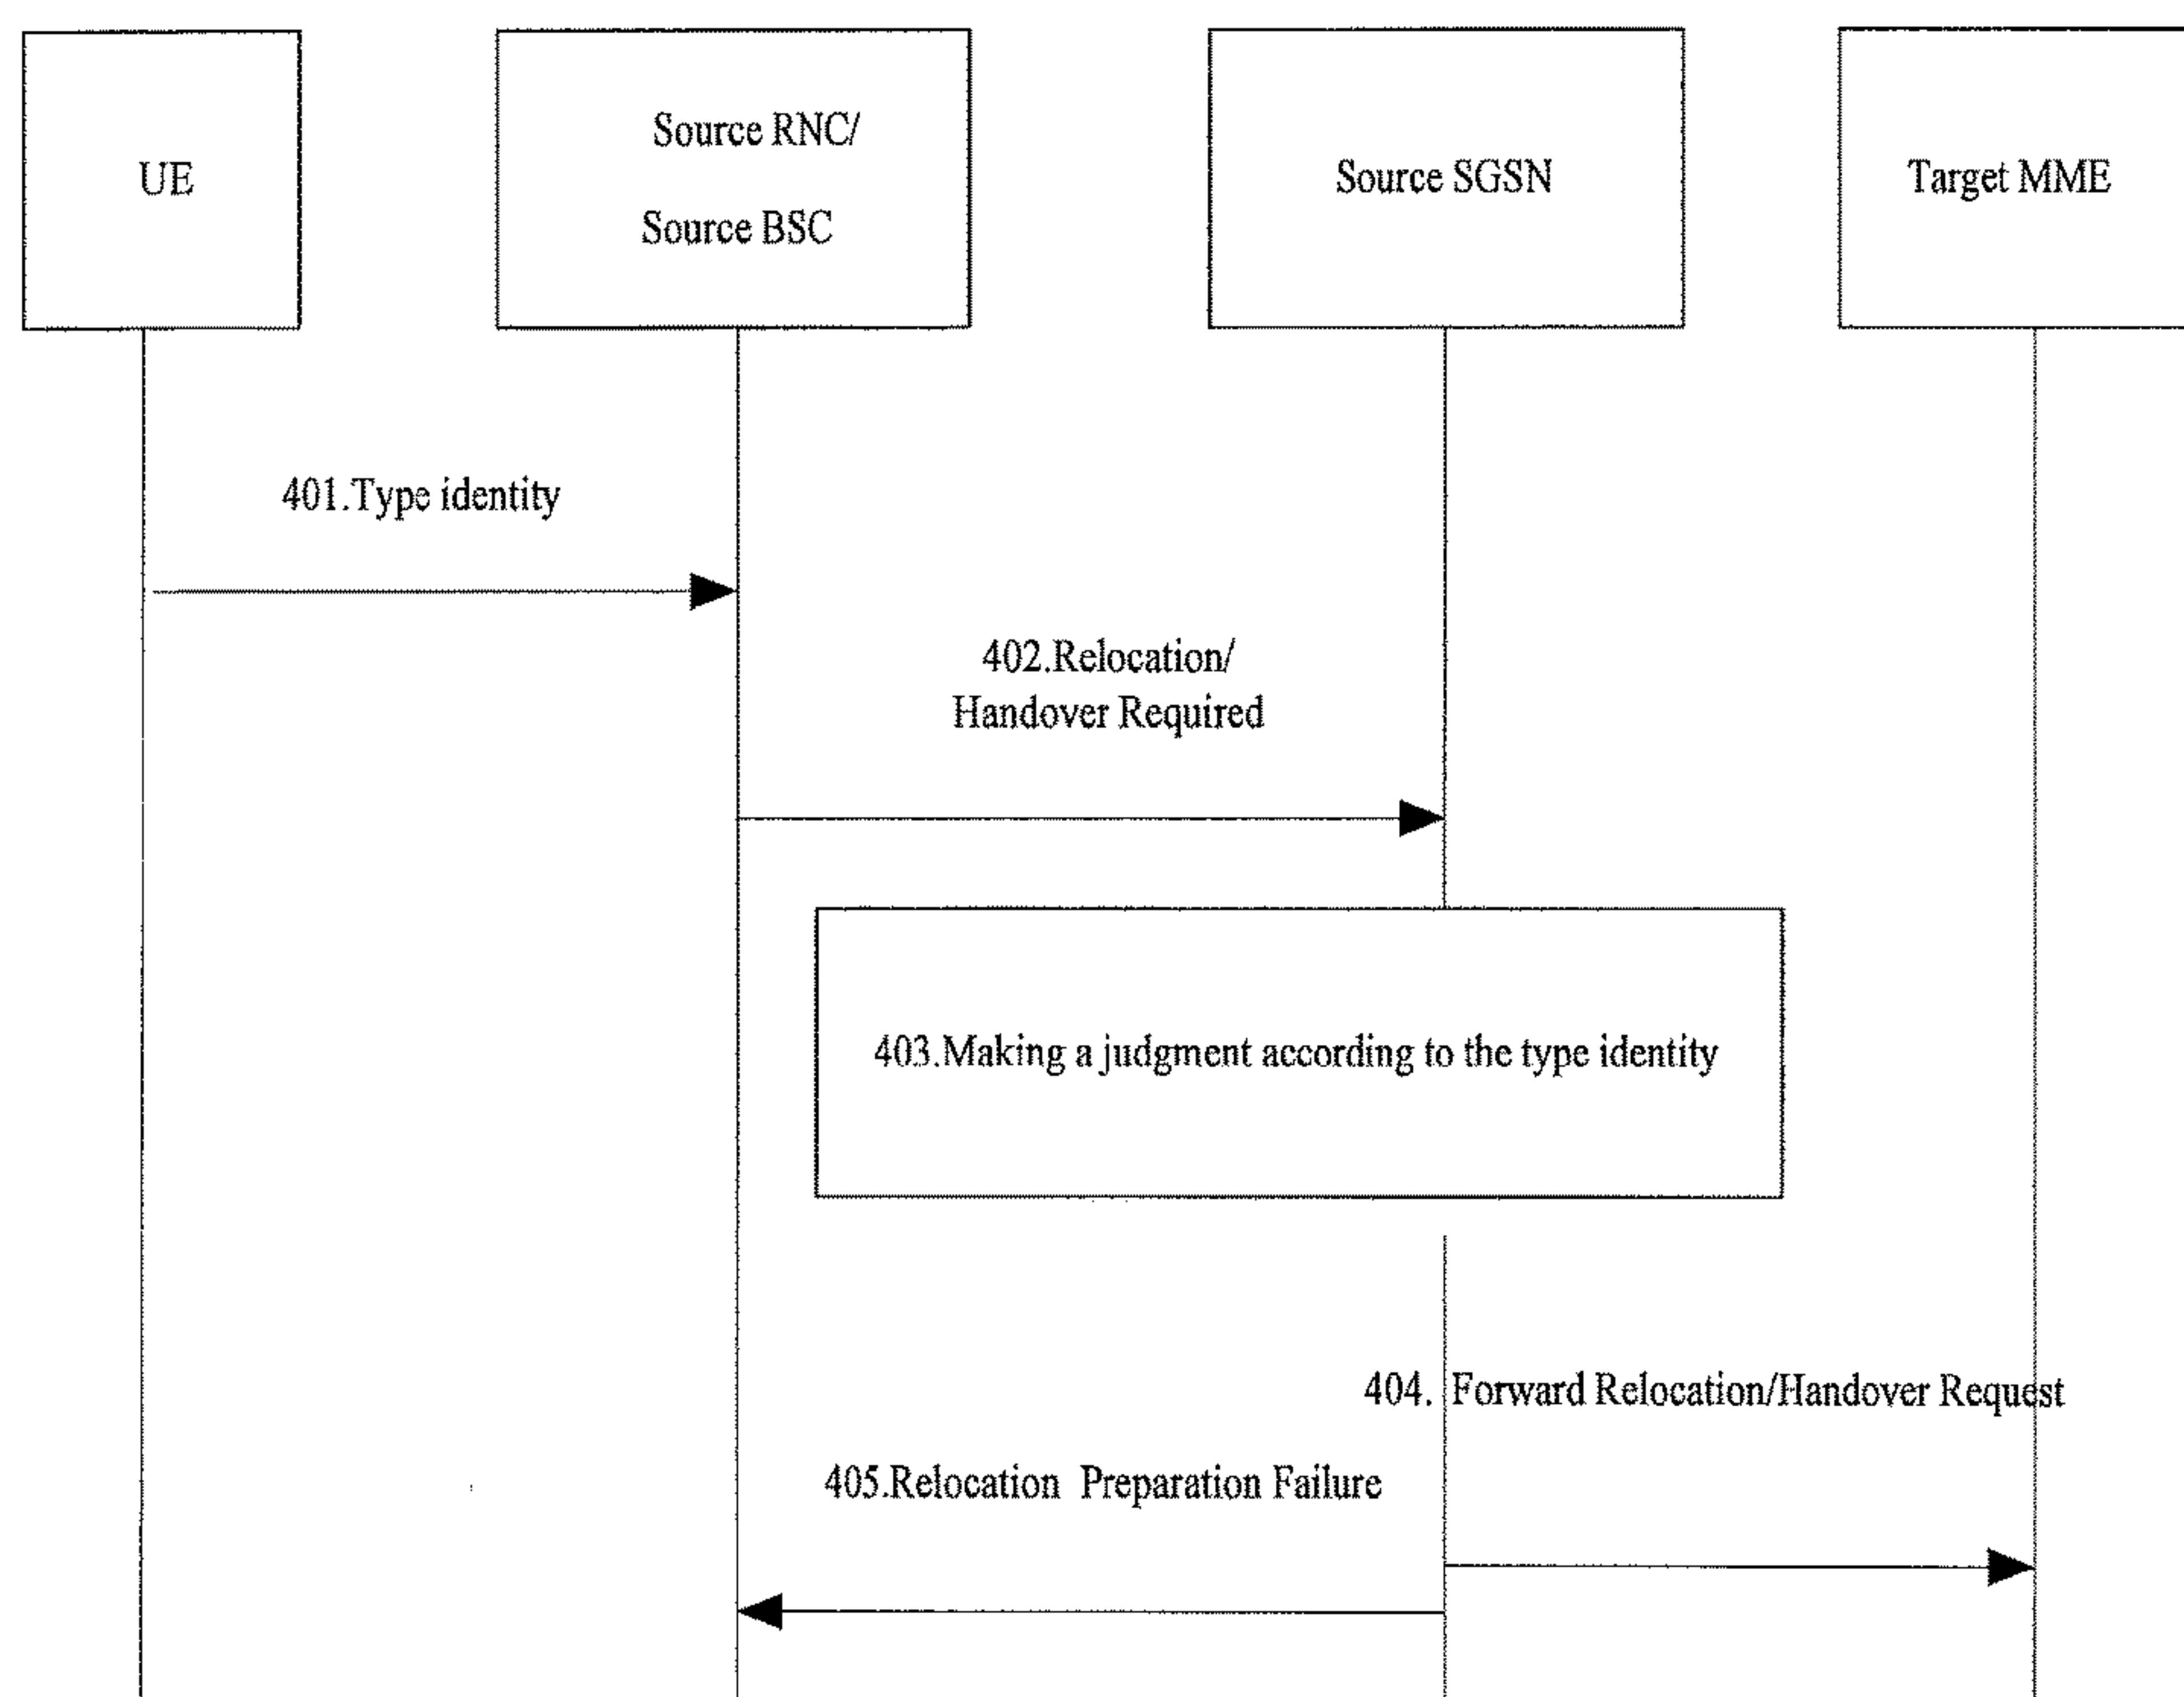 UE
Source RNC/
Source BSC
Source SGSN
Target MME
401.Type identity
402.Relocation/
Handover Required
403.Making a judgment according to the type identity
404. Forward Relocation/Handover Request
405.Relocation Preparation Failure